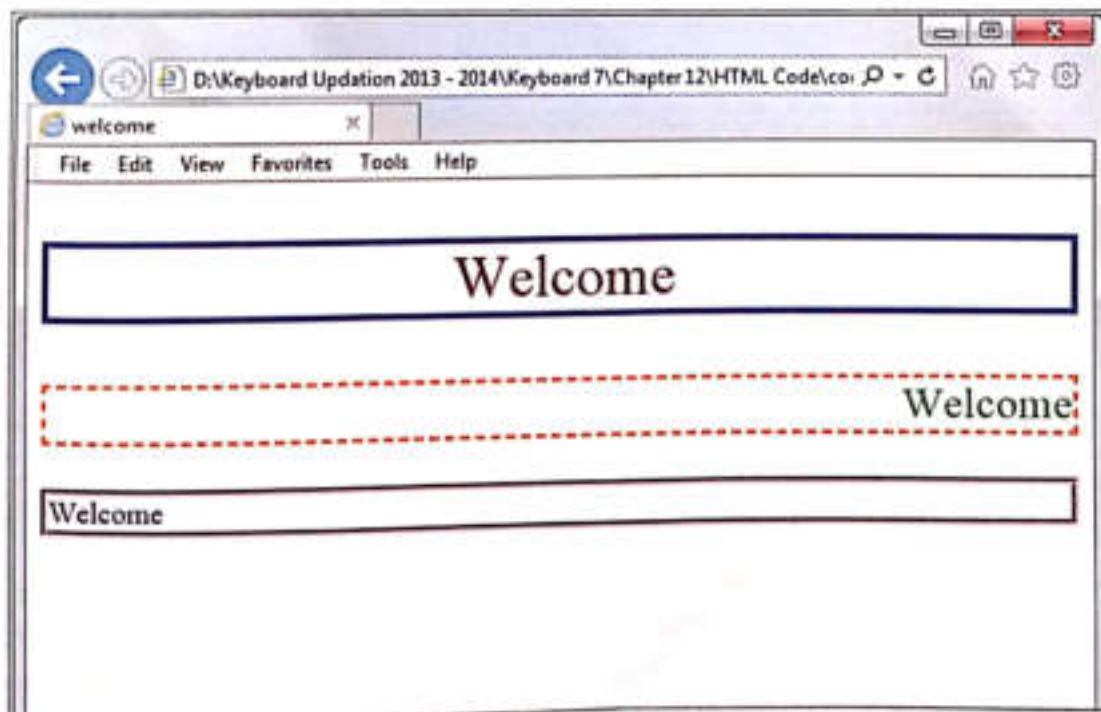 D:\Keyboard Updation 2013 - 2014\Keyboard 7\Chapter 12\HTML Code\co
welcome
File Edit View Favorites Tools Help
Welcome
Welcome
Welcome